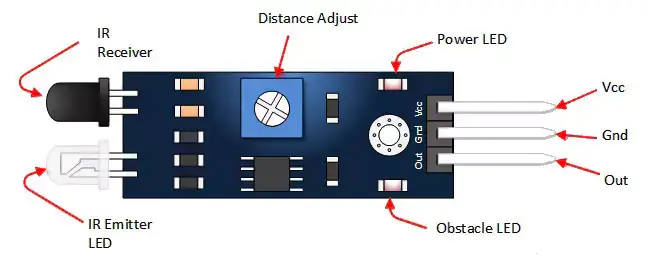 Distance Adjust
IR
Receiver
Power LED
Vcc
Gnd
Out
Vcc
Gnd
Out
IR Emitter
LED
Obstacle LED